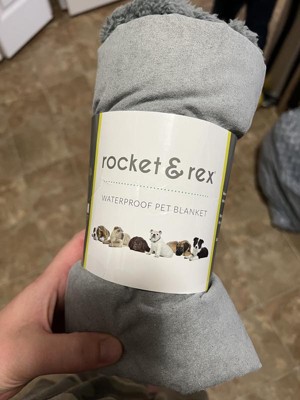 rocket & rex
WATERPROOF PET BLANKET